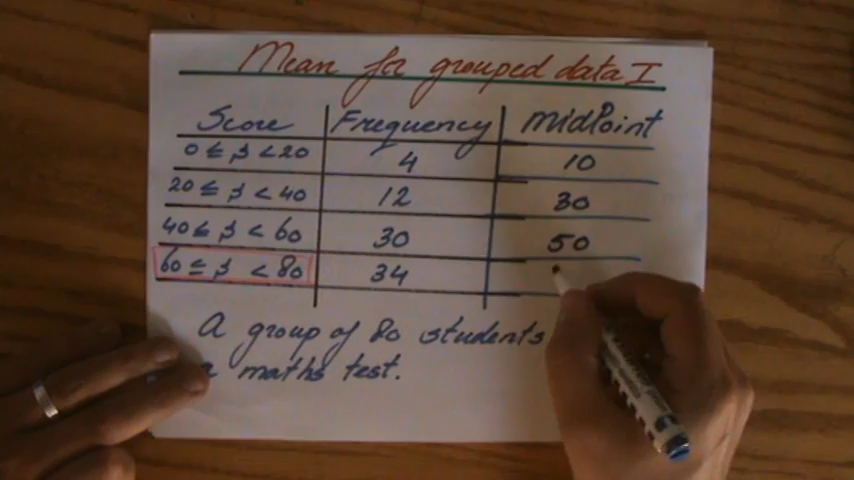 Mean for grouped data I
Score Frequency Midpoint
0 ≤ s < 20 4 10
20 ≤ s < 40 12 30
40 ≤ s < 60 30 50
60 ≤ s < 80 34
A group of 80 students
maths test.